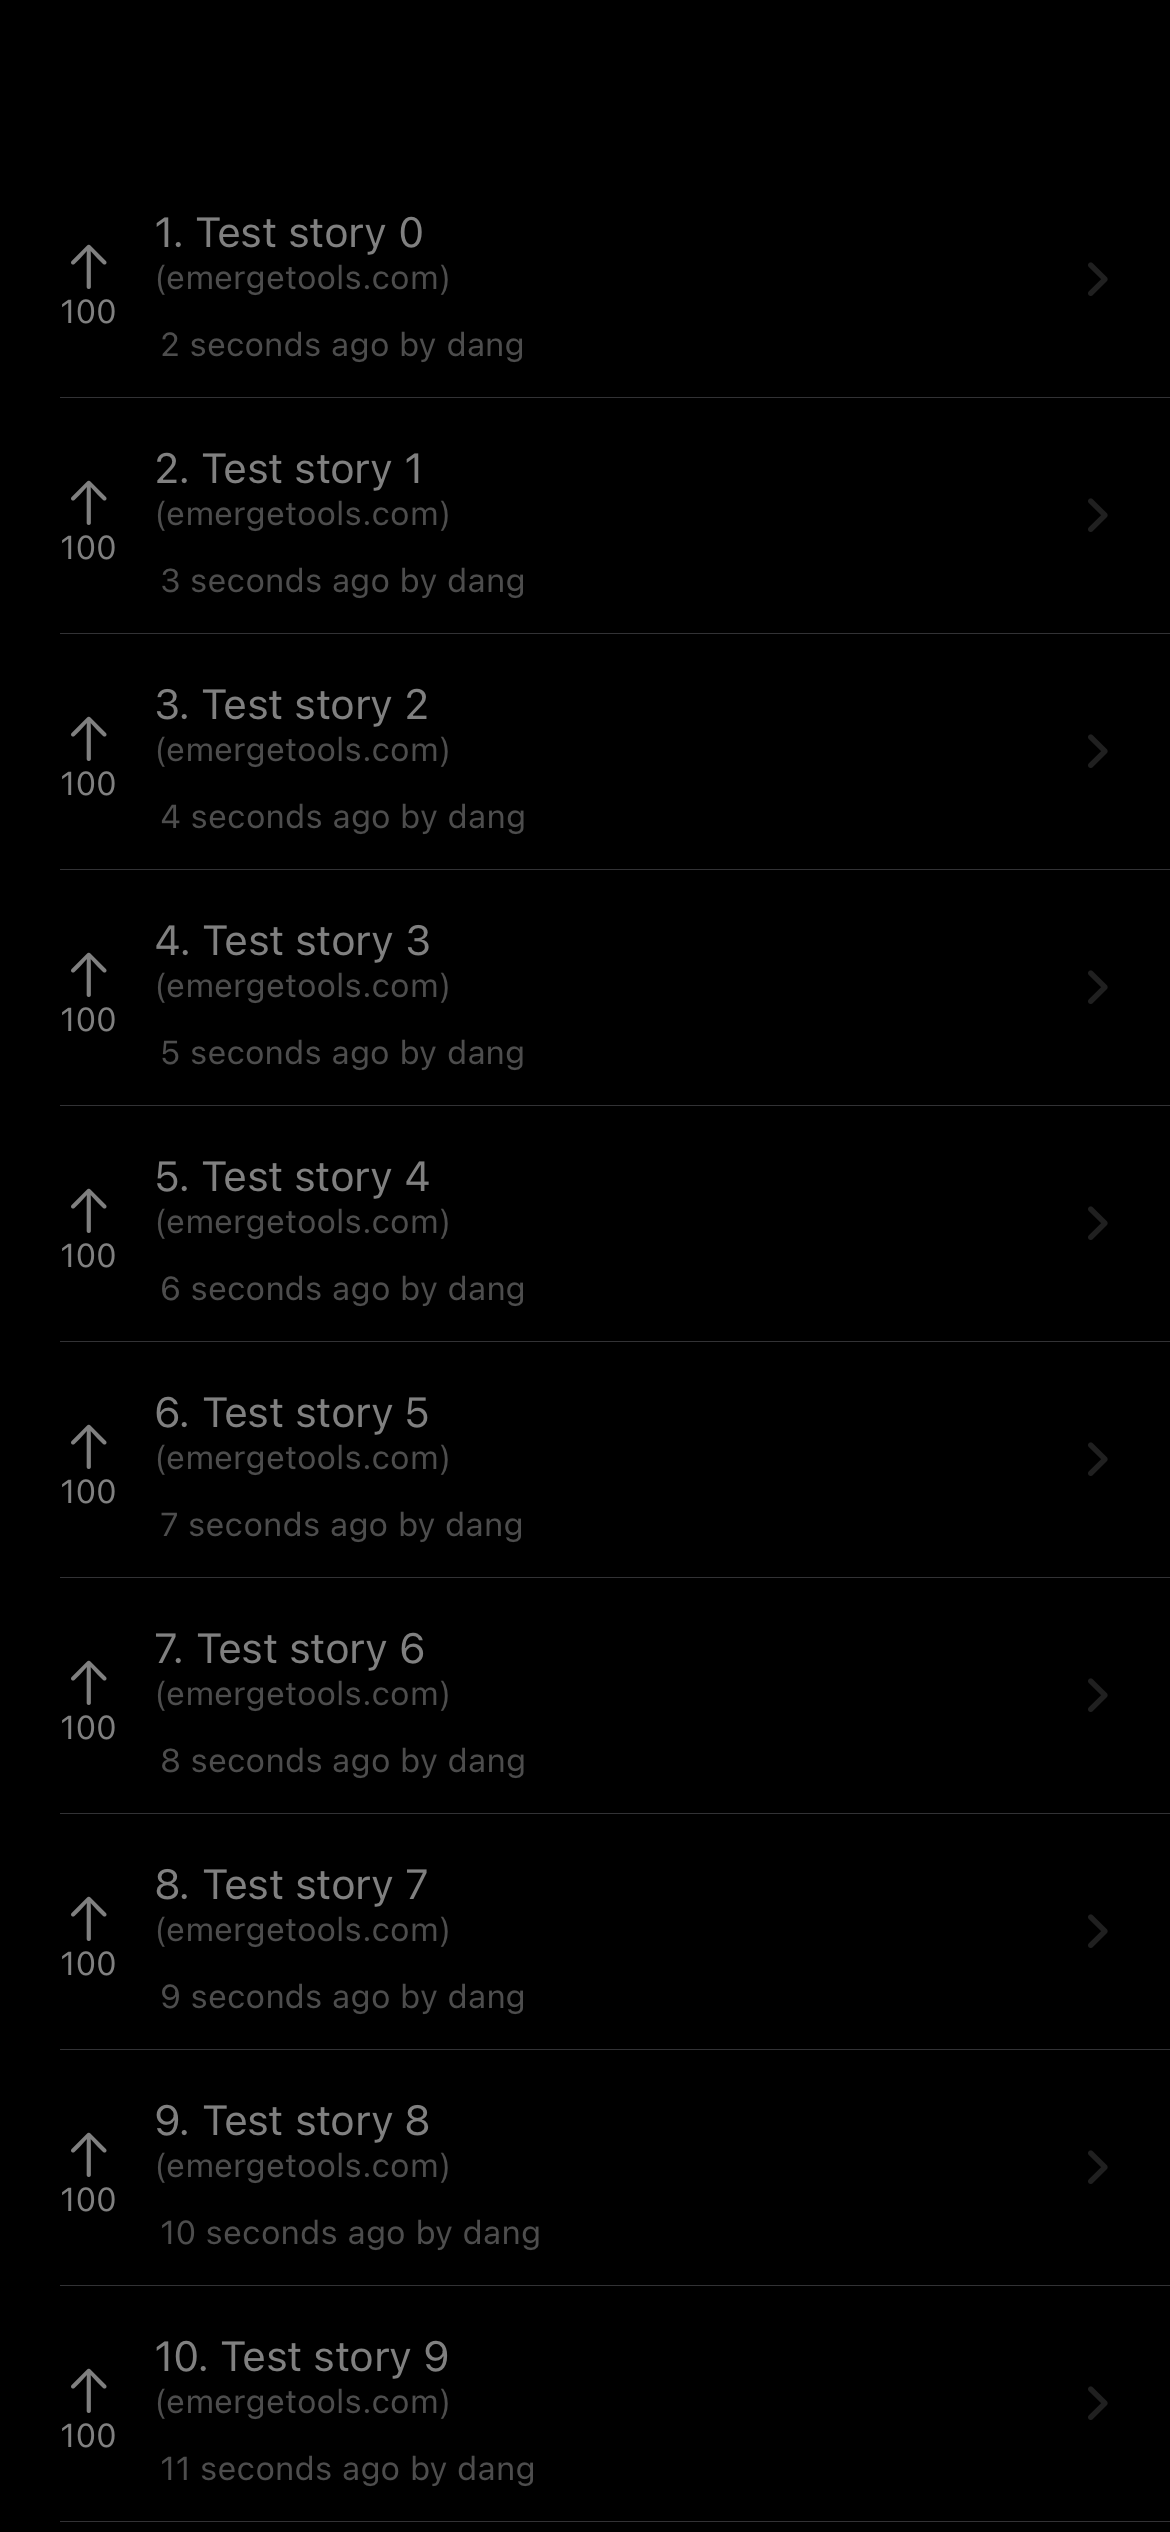 1. Test story 0
(emergetools.com)
100
2 seconds ago by dang
2. Test story 1
(emergetools.com)
100
3 seconds ago by dang
3. Test story 2
(emergetools.com)
100
4 seconds ago by dang
4. Test story 3
(emergetools.com)
100
5 seconds ago by dang
5. Test story 4
(emergetools.com)
100
6 seconds ago by dang
6. Test story 5
(emergetools.com)
100
7 seconds ago by dang
7. Test story 6
(emergetools.com)
100
8 seconds ago by dang
8. Test story 7
(emergetools.com)
100
9 seconds ago by dang
9. Test story 8
(emergetools.com)
100
10 seconds ago by dang
10. Test story 9
(emergetools.com)
100
11 seconds ago by dang